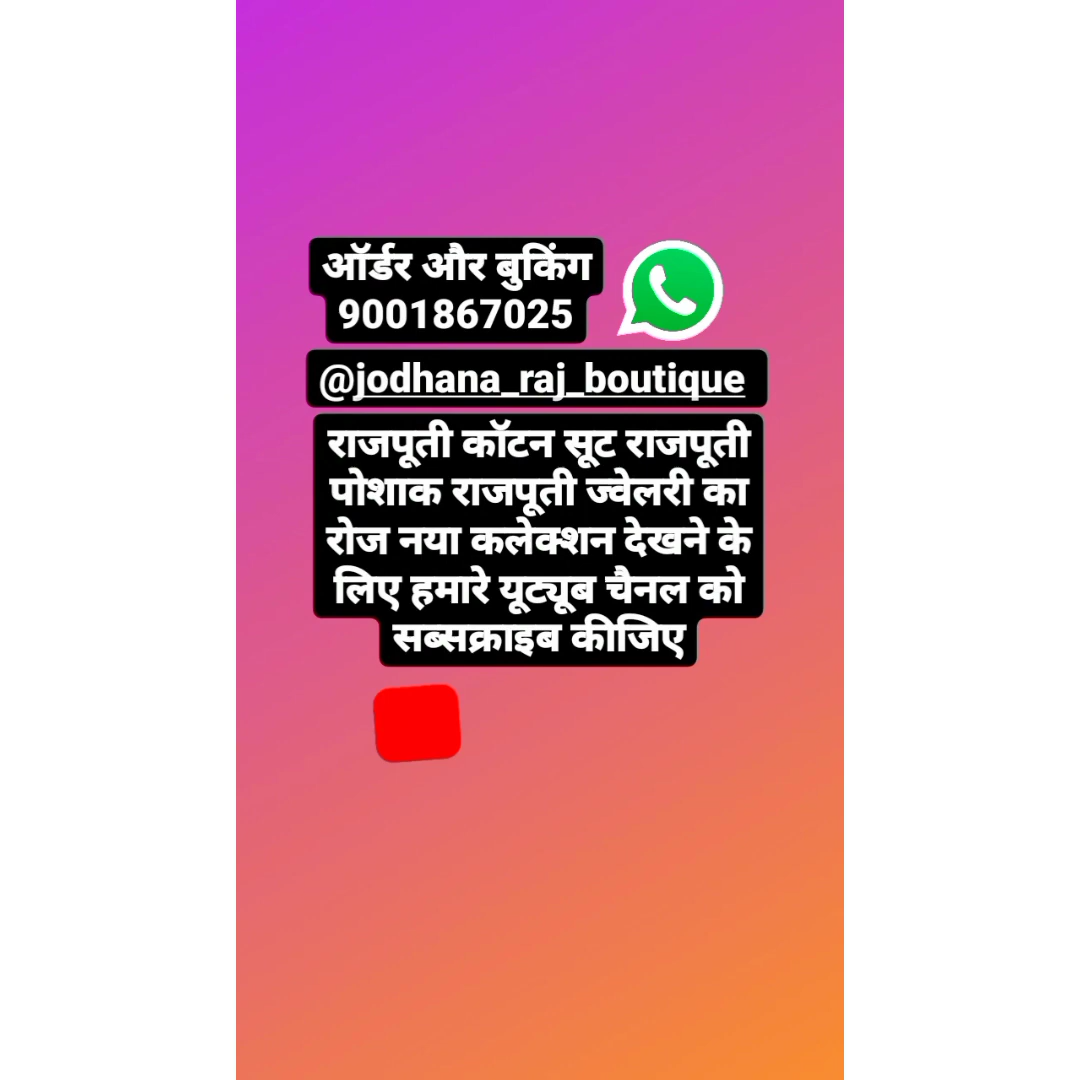 ऑर्डर और बुकिंग
9001867025
@jodhana_raj_boutique
राजपूती कॉटन सूट राजपूती
पोशाक राजपूती ज्वेलरी का
रोज नया कलेक्शन देखने के
लिए हमारे यूट्यूब चैनल को
सब्सक्राइब कीजिए